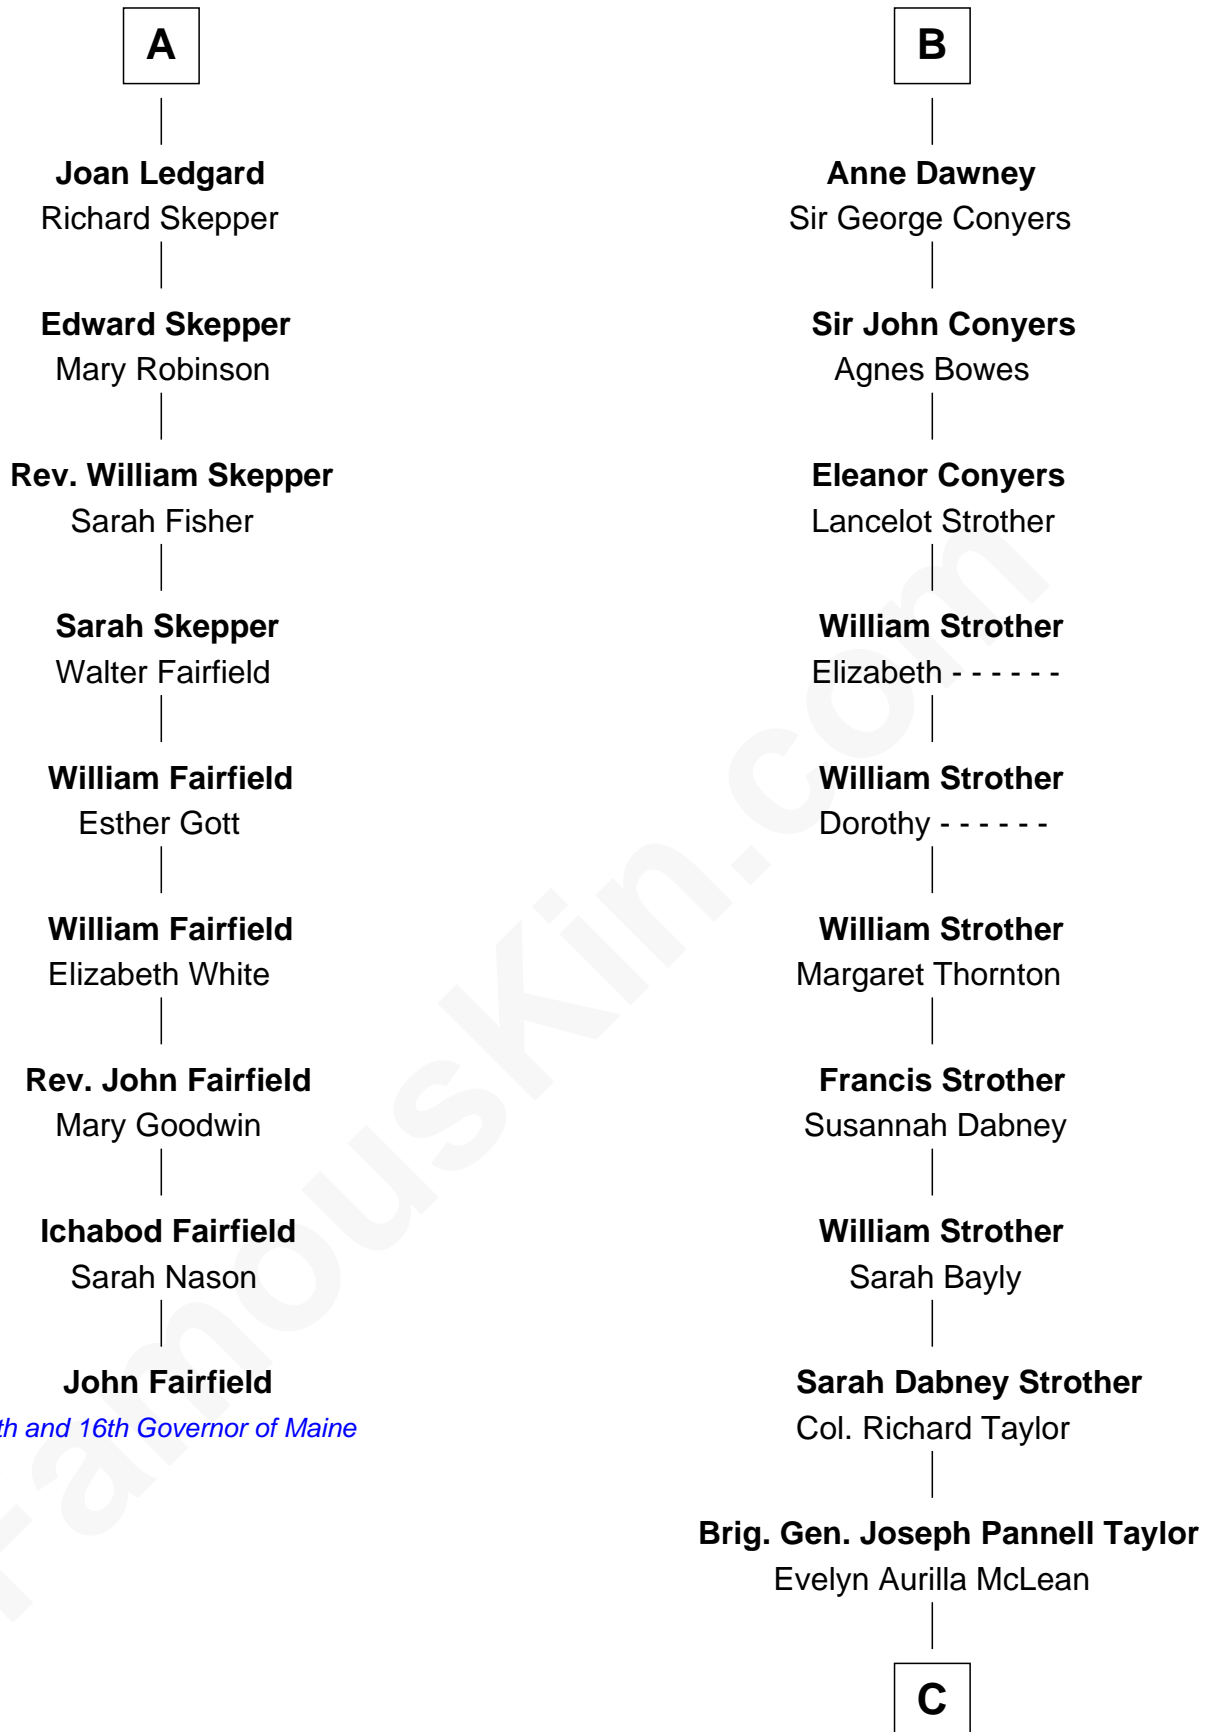 A
Joan Ledgard
Richard Skepper
Edward Skepper
Mary Robinson
Rev. William Skepper
Sarah Fisher
Sarah Skepper
Walter Fairfield
William Fairfield
Esther Gott
William Fairfield
Elizabeth White
Rev. John Fairfield
Mary Goodwin
Ichabod Fairfield
Sarah Nason
John Fairfield
th and 16th Governor of Maine
B
Anne Dawney
Sir George Conyers
Sir John Conyers
Agnes Bowes
Eleanor Conyers
Lancelot Strother
William Strother
Elizabeth - - - - - -
William Strother
Dorothy - - - - - -
William Strother
Margaret Thornton
Francis Strother
Susannah Dabney
William Strother
Sarah Bayly
Sarah Dabney Strother
Col. Richard Taylor
Brig. Gen. Joseph Pannell Taylor
Evelyn Aurilla McLean
C
FamousKin.com